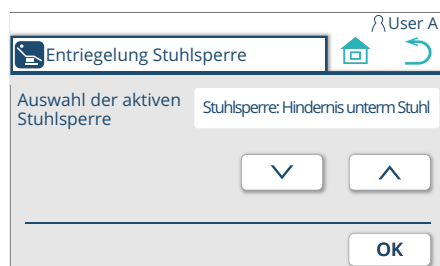 User A
Entriegelung Stuhlsperre
Auswahl der aktiven
Stuhlsperre
Stuhlsperre: Hindernis unterm Stuhl
OK